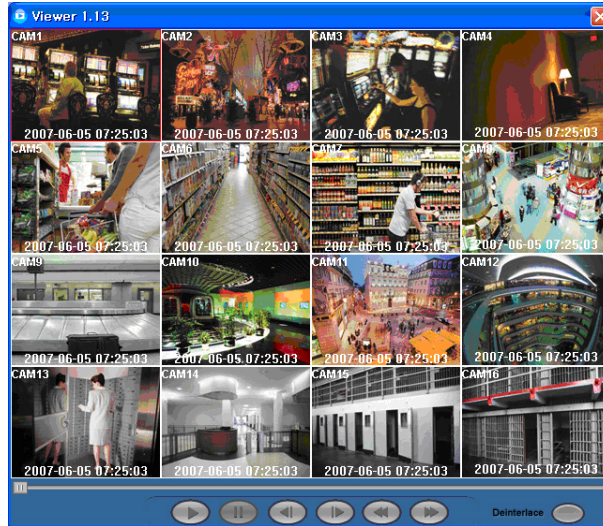 Viewer 1.13
CAM1 CAM2 CAM3 CAM4
2007-06-05 07:25:03 2007-06-05 07:25:03 2007-06-05 07:25:03 2007-06-05 07:25:03
CAM5 CAM6 CAM7 CAM8
2007-06-05 07:25:03 2007-06-05 07:25:03 2007-06-05 07:25:03 2007-06-05 07:25:03
CAM9 CAM10 CAM11 CAM12
2007-06-05 07:25:03 2007-06-05 07:25:03 2007-06-05 07:25:03 2007-06-05 07:25:03
CAM13 CAM14 CAM15 CAM16
2007-06-05 07:25:03 2007-06-05 07:25:03 2007-06-05 07:25:03 2007-06-05 07:25:03
Deinterlace